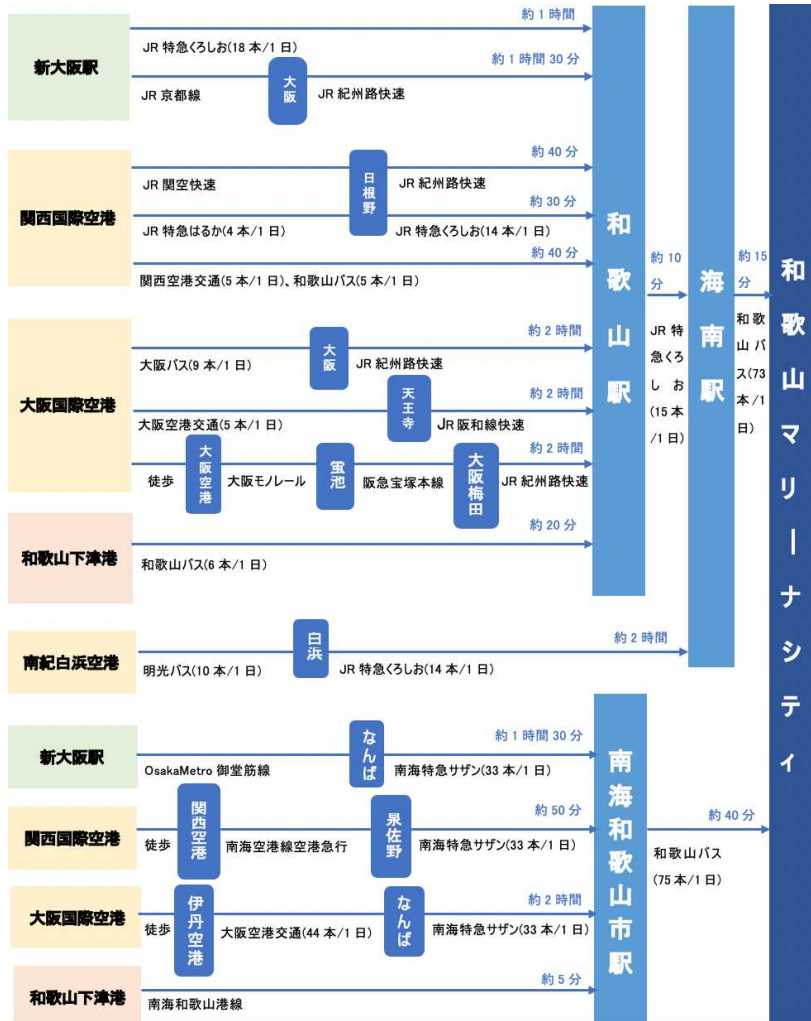 新大阪駅
約 1 時間
JR 特急くろしお(18 本/1 日)
約 1 時間 30 分
JR 京都線
大阪
JR 紀州路快速
関西国際空港
約 40 分
JR 関空快速
日根野
JR 紀州路快速
約 30 分
JR 特急はるか(4 本/1 日)
JR 特急くろしお(14 本/1 日)
約 40 分
関西空港交通(5 本/1 日)、和歌山バス(5 本/1 日)
大阪国際空港
約 2 時間
大阪バス(9 本/1 日)
大阪
JR 紀州路快速
約 2 時間
大阪空港交通(5 本/1 日)
天王寺
JR 阪和線快速
約 2 時間
徒歩
大阪空港
大阪モノレール
蛍池
阪急宝塚本線
大阪梅田
JR 紀州路快速
和歌山下津港
約 20 分
和歌山バス(6 本/1 日)
和歌山駅
約 10
分
JR 特
急くろ
しお
(15 本
/1 日)
南紀白浜空港
約 2 時間
明光バス(10 本/1 日)
白浜
JR 特急くろしお(14 本/1 日)
海南駅
約 15
分
和歌
山バ
ス(73
本/1
日)
新大阪駅
約 1 時間 30 分
OsakaMetro 御堂筋線
なんば
南海特急サザン(33 本/1 日)
関西国際空港
約 50 分
徒歩
関西空港
南海空港線空港急行
泉佐野
南海特急サザン(33 本/1 日)
大阪国際空港
約 2 時間
徒歩
伊丹空港
大阪空港交通(44 本/1 日)
なんば
南海特急サザン(33 本/1 日)
和歌山下津港
約 5 分
南海和歌山港線
南海和歌山市駅
約 40 分
和歌山バス
(75 本/1 日)
和歌山マリーナシティ